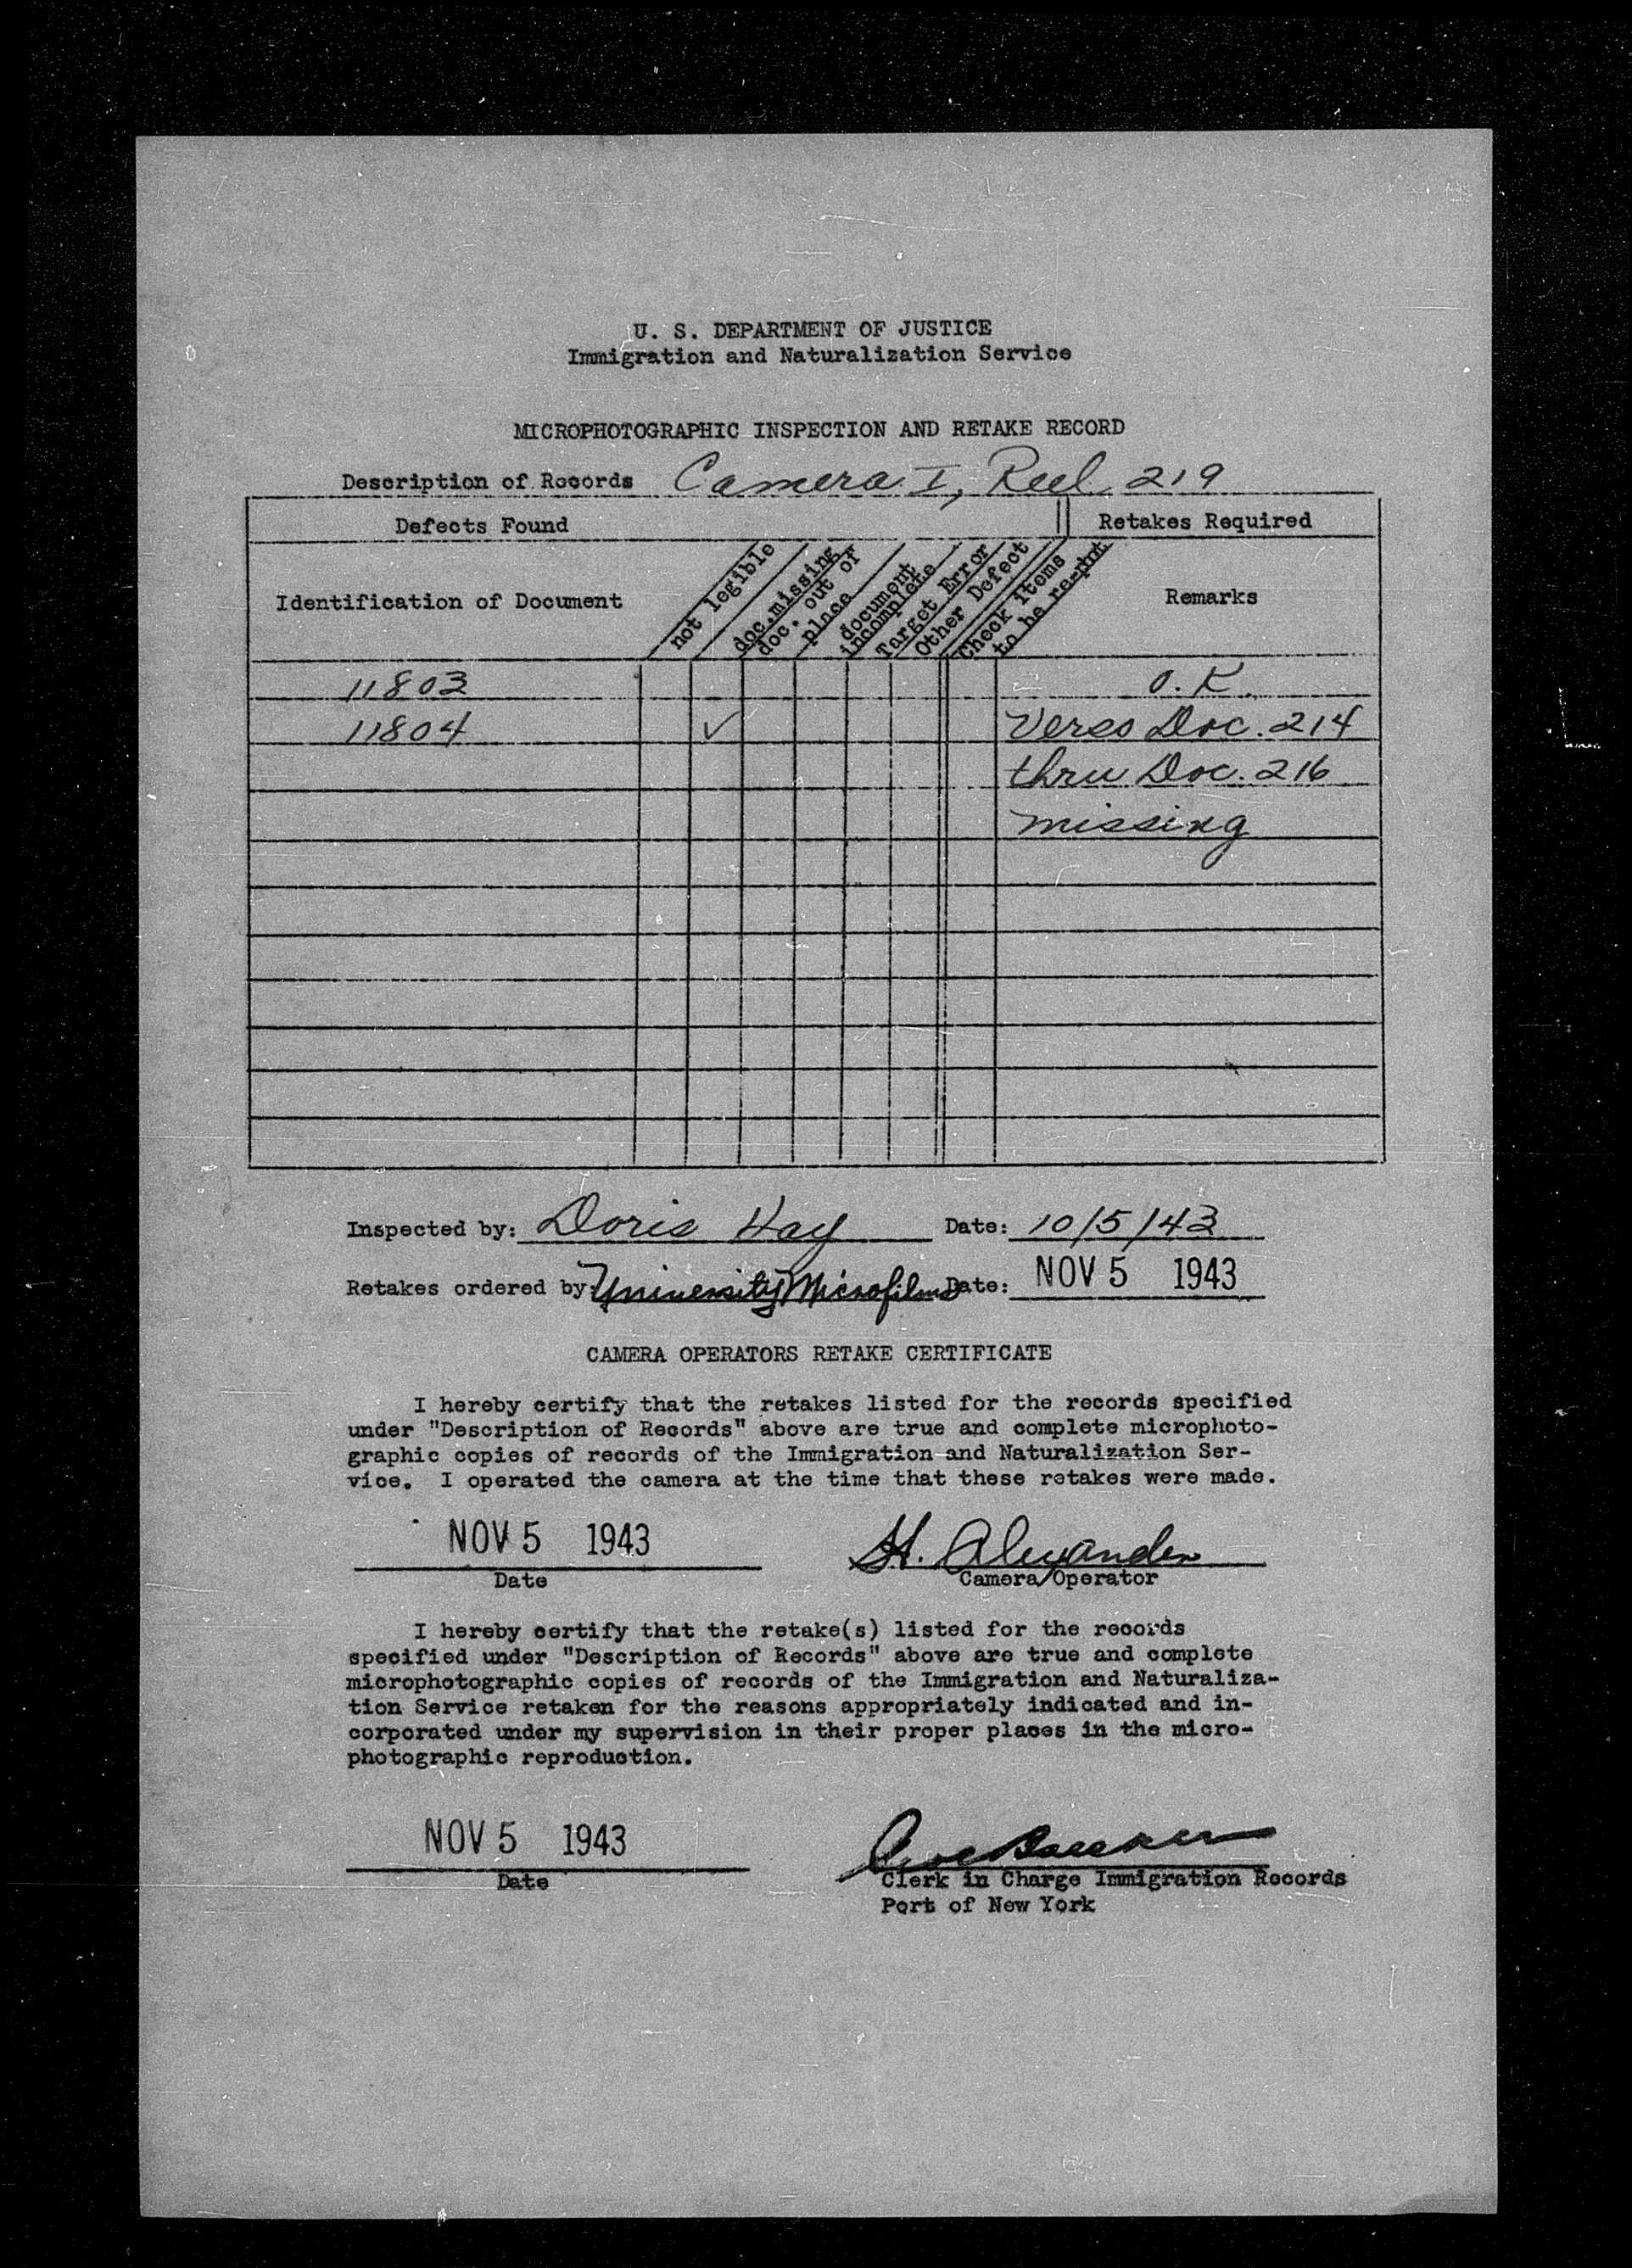 U. S. DEPARTMENT OF JUSTICE
Immigration and Naturalization Service
MICROPHOTOGRAPHIC INSPECTION AND RETAKE RECORD
Description of Records Camera I, Reel 219
Defects Found Retakes Required
Identification of Document
not legible
doc. missing
doc. out of
place
document
incomplete
Target Error
Other Defect
Check items
to be re-phot
Remarks
11803 O.K.
11804 ✓ Verso Doc. 214
thru Doc. 216
missing
Inspected by: Doris Hay Date: 10/5/43
Retakes ordered by: University Microfilms Date: NOV 5 1943
CAMERA OPERATORS RETAKE CERTIFICATE
I hereby certify that the retakes listed for the records specified
under "Description of Records" above are true and complete microphoto-
graphic copies of records of the Immigration and Naturalization Ser-
vice. I operated the camera at the time that these retakes were made.
NOV 5 1943 H. Alexander
Date Camera Operator
I hereby certify that the retake(s) listed for the records
specified under "Description of Records" above are true and complete
microphotographic copies of records of the Immigration and Naturaliza-
tion Service retaken for the reasons appropriately indicated and in-
corporated under my supervision in their proper places in the micro-
photographic reproduction.
NOV 5 1943
Date Clerk in Charge Immigration Records
Port of New York